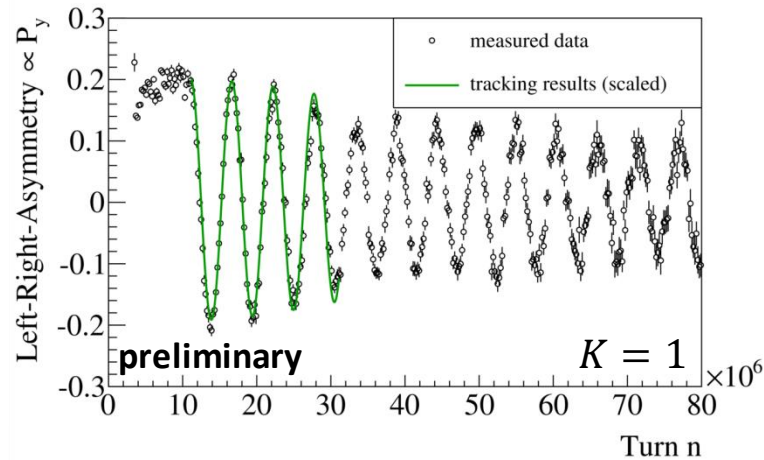 Left-Right-Asymmetry ∝ P_y
0.3
0.2
0.1
0
-0.1
-0.2
-0.3
measured data
tracking results (scaled)
preliminary
K = 1
0 10 20 30 40 50 60 70 80
×10^6
Turn n